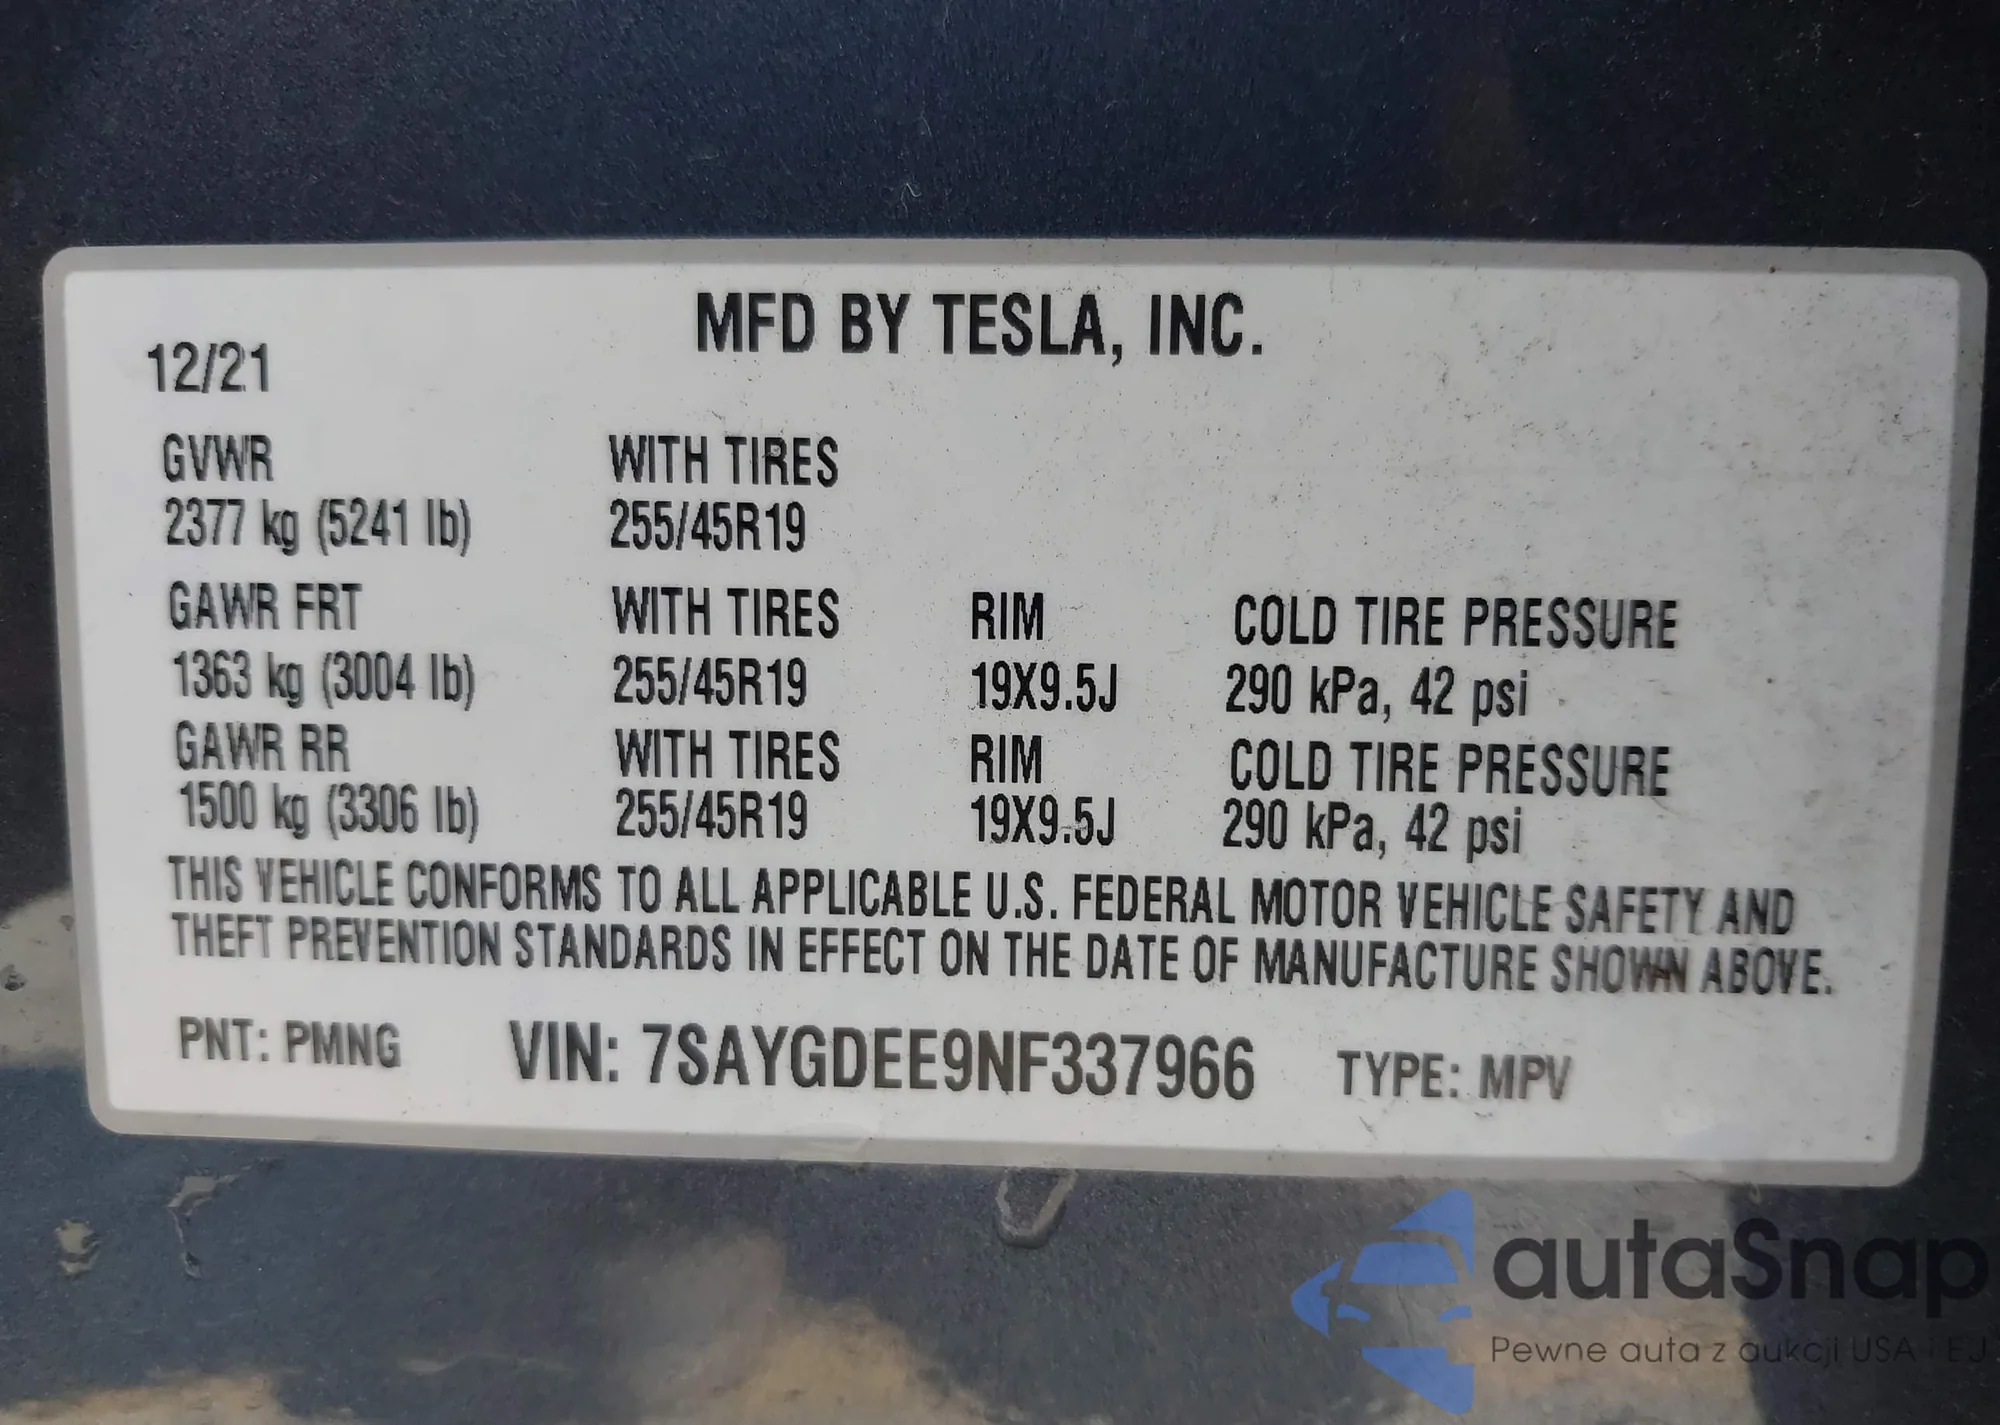 MFD BY TESLA, INC.
12/21
GVWR WITH TIRES
2377 kg (5241 lb) 255/45R19
GAWR FRT WITH TIRES RIM COLD TIRE PRESSURE
1363 kg (3004 lb) 255/45R19 19X9.5J 290 kPa, 42 psi
GAWR RR WITH TIRES RIM COLD TIRE PRESSURE
1500 kg (3306 lb) 255/45R19 19X9.5J 290 kPa, 42 psi
THIS VEHICLE CONFORMS TO ALL APPLICABLE U.S. FEDERAL MOTOR VEHICLE SAFETY AND
THEFT PREVENTION STANDARDS IN EFFECT ON THE DATE OF MANUFACTURE SHOWN ABOVE.
PNT: PMNG VIN: 7SAYGDEE9NF337966 TYPE: MPV
autaSnap
Pewne auta z aukcji USA i EU